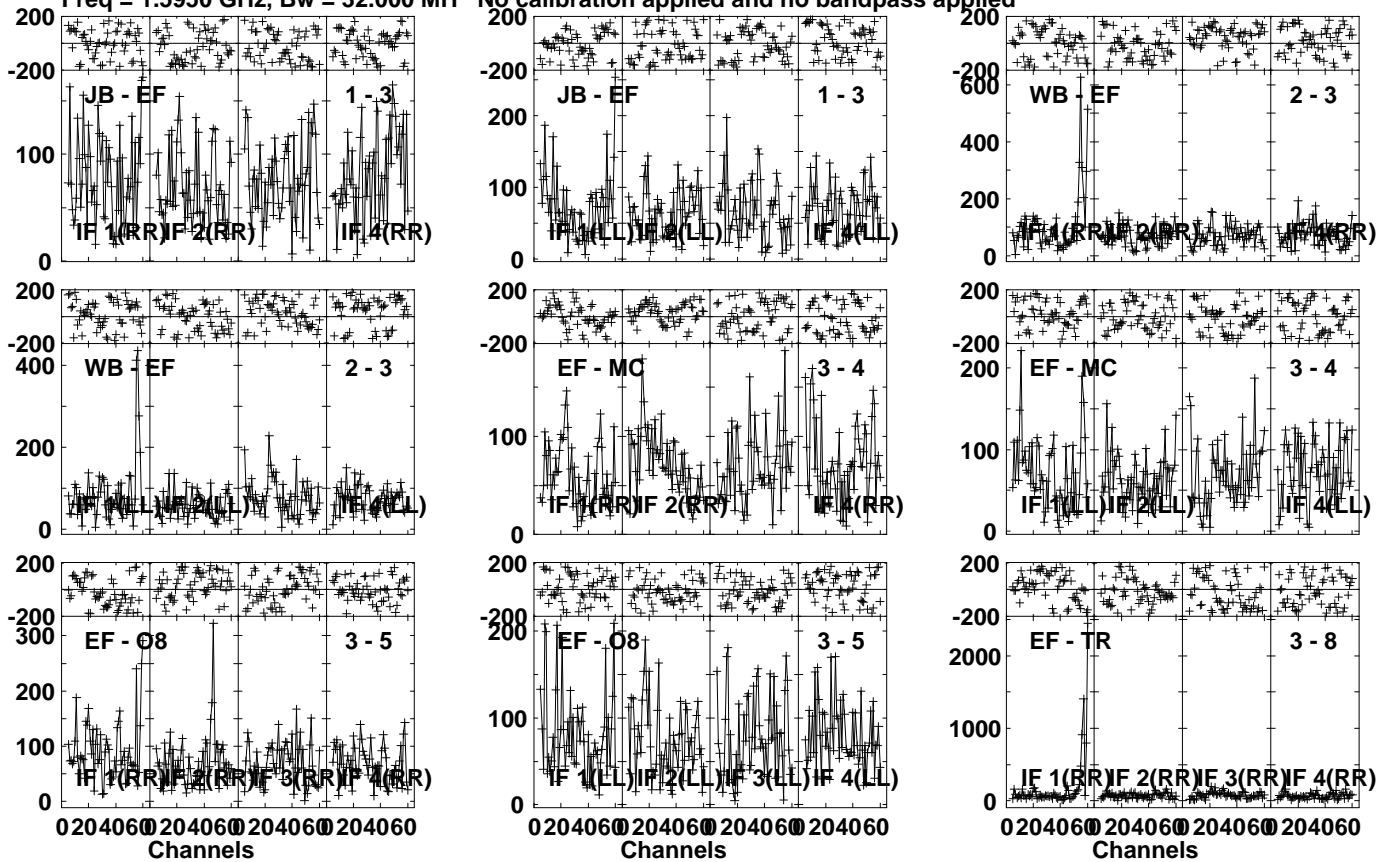 Freq = 1.5950 GHz, Bw = 32.000 MH No calibration applied and no bandpass applied
200
-200
JB - EF 1 - 3
100
0
IF 1(RR) IF 2(RR) IF 4(RR)
200
-200
JB - EF 1 - 3
200
100
0
IF 1(LL) IF 2(LL) IF 4(LL)
200
-200
WB - EF 2 - 3
600
400
200
0
IF 1(RR) IF 2(RR) IF 4(RR)
200
-200
WB - EF 2 - 3
400
200
0
IF 1(LL) IF 2(LL) IF 4(LL)
200
-200
EF - MC 3 - 4
100
0
IF 1(RR) IF 2(RR) IF 4(RR)
200
-200
EF - MC 3 - 4
200
100
0
IF 1(LL) IF 2(LL) IF 4(LL)
200
-200
EF - O8 3 - 5
300
200
100
0
IF 1(RR) IF 2(RR) IF 3(RR) IF 4(RR)
0 20 40 60 0 20 40 60 0 20 40 60 0 20 40 60
Channels
200
-200
EF - O8 3 - 5
200
100
0
IF 1(LL) IF 2(LL) IF 3(LL) IF 4(LL)
0 20 40 60 0 20 40 60 0 20 40 60 0 20 40 60
Channels
200
-200
EF - TR 3 - 8
2000
1000
0
IF 1(RR) IF 2(RR) IF 3(RR) IF 4(RR)
0 20 40 60 0 20 40 60 0 20 40 60 0 20 40 60
Channels